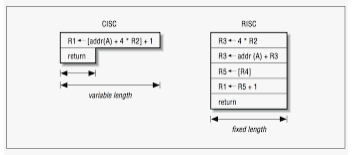 CISC
R1 ← [addr(A) + 4 * R2] + 1
return
variable length
RISC
R3 ← 4 * R2
R3 ← addr (A) + R3
R5 ← [R4]
R1 ← R5 + 1
return
fixed length